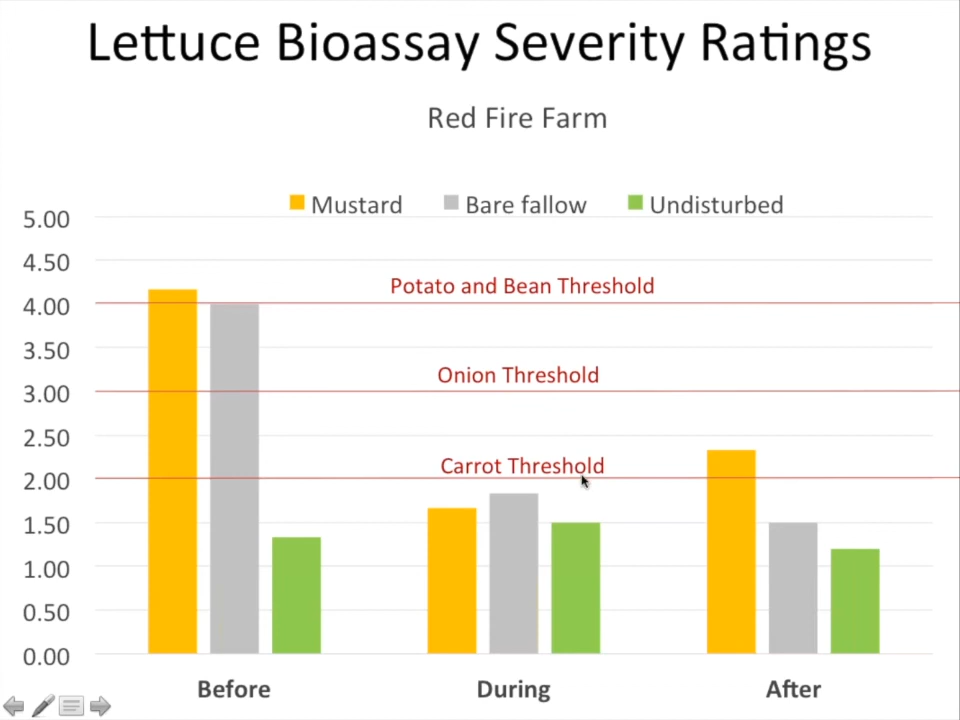 Lettuce Bioassay Severity Ratings
Red Fire Farm
Mustard Bare fallow Undisturbed
5.00
4.50
Potato and Bean Threshold
4.00
3.50
Onion Threshold
3.00
2.50
Carrot Threshold
2.00
1.50
1.00
0.50
0.00
Before During After